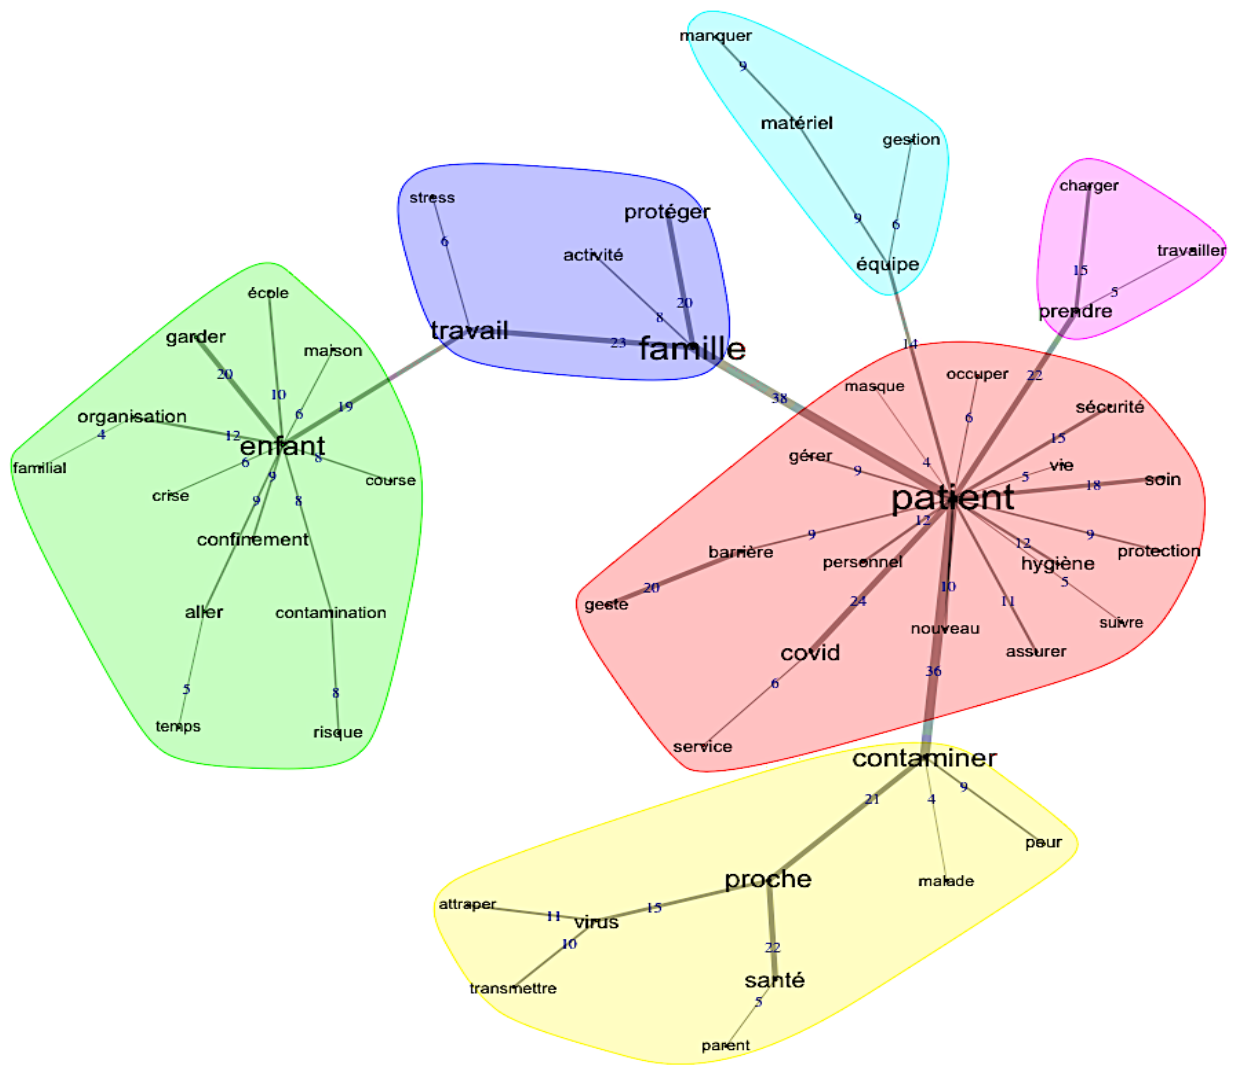 manquer
9
matériel
gestion
9
6
équipe
charger
travailler
15
5
prendre
stress
protéger
6
activité
20
8
travail
23
famille
école
garder
maison
20
10
6
19
organisation
12
4
enfant
familial
6
8
9
crise
course
9
8
confinement
aller
contamination
5
8
temps
risque
38
14
22
masque
occuper
6
sécurité
15
gérer
9
4
vie
5
18
soin
patient
12
9
barrière
9
protection
personnel
12
hygiène
20
geste
24
10
11
5
nouveau
suivre
covid
assurer
6
36
service
contaminer
21
4
9
peur
proche
malade
attraper
11
15
virus
10
22
transmettre
santé
5
parent